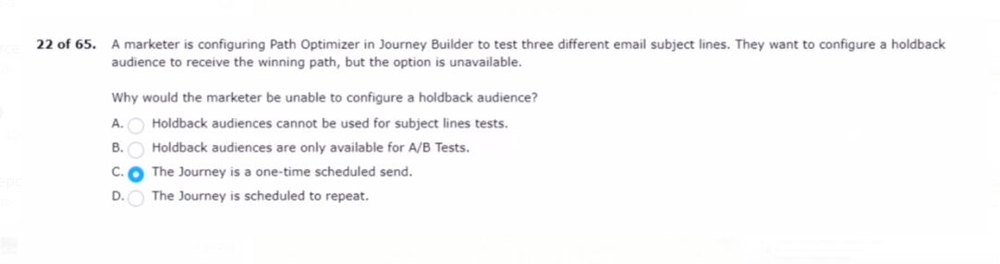 22 of 65. A marketer is configuring Path Optimizer in Journey Builder to test three different email subject lines. They want to configure a holdback
audience to receive the winning path, but the option is unavailable.
Why would the marketer be unable to configure a holdback audience?
A. Holdback audiences cannot be used for subject lines tests.
B. Holdback audiences are only available for A/B Tests.
C. The Journey is a one-time scheduled send.
D. The Journey is scheduled to repeat.